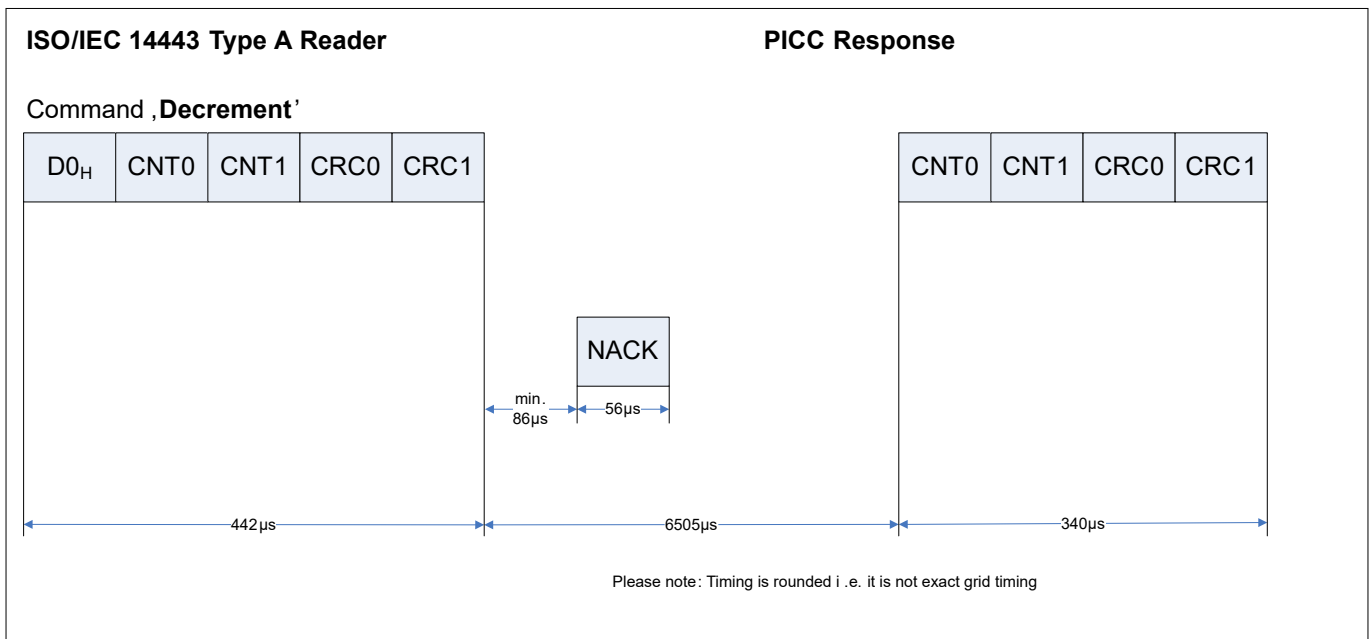 ISO/IEC 14443 Type A Reader
PICC Response
Command ‚Decrement’
D0H CNT0 CNT1 CRC0 CRC1
CNT0 CNT1 CRC0 CRC1
NACK
min.
86µs
56µs
442µs
6505µs
340µs
Please note: Timing is rounded i .e. it is not exact grid timing